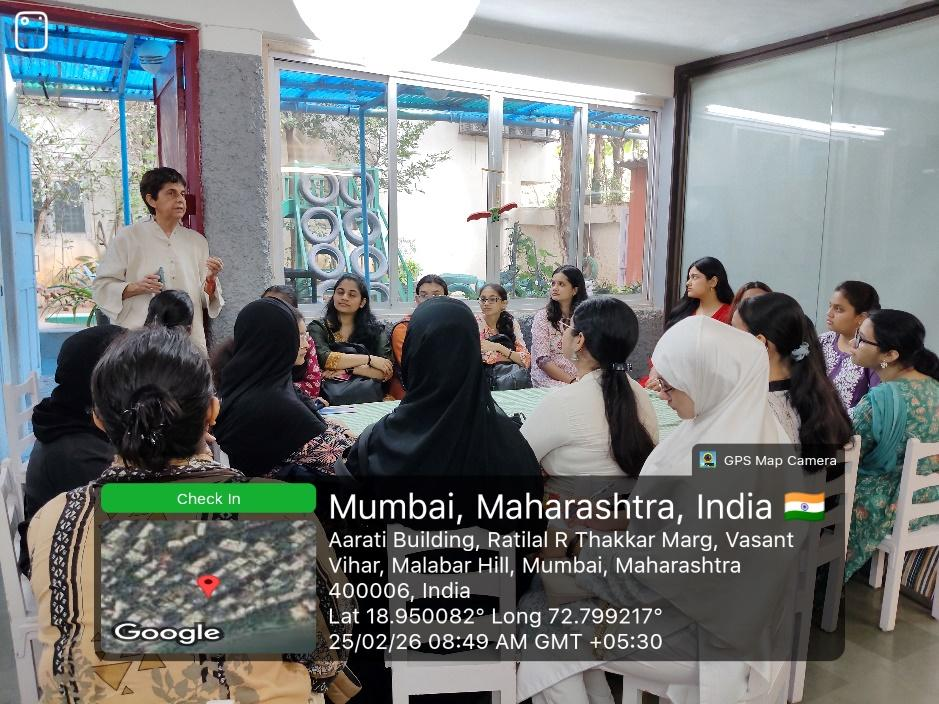 GPS Map Camera
Check In
Mumbai, Maharashtra, India 🇮🇳
Aarati Building, Ratilal R Thakkar Marg, Vasant
Vihar, Malabar Hill, Mumbai, Maharashtra
400006, India
Lat 18.950082° Long 72.799217°
25/02/26 08:49 AM GMT +05:30
Google